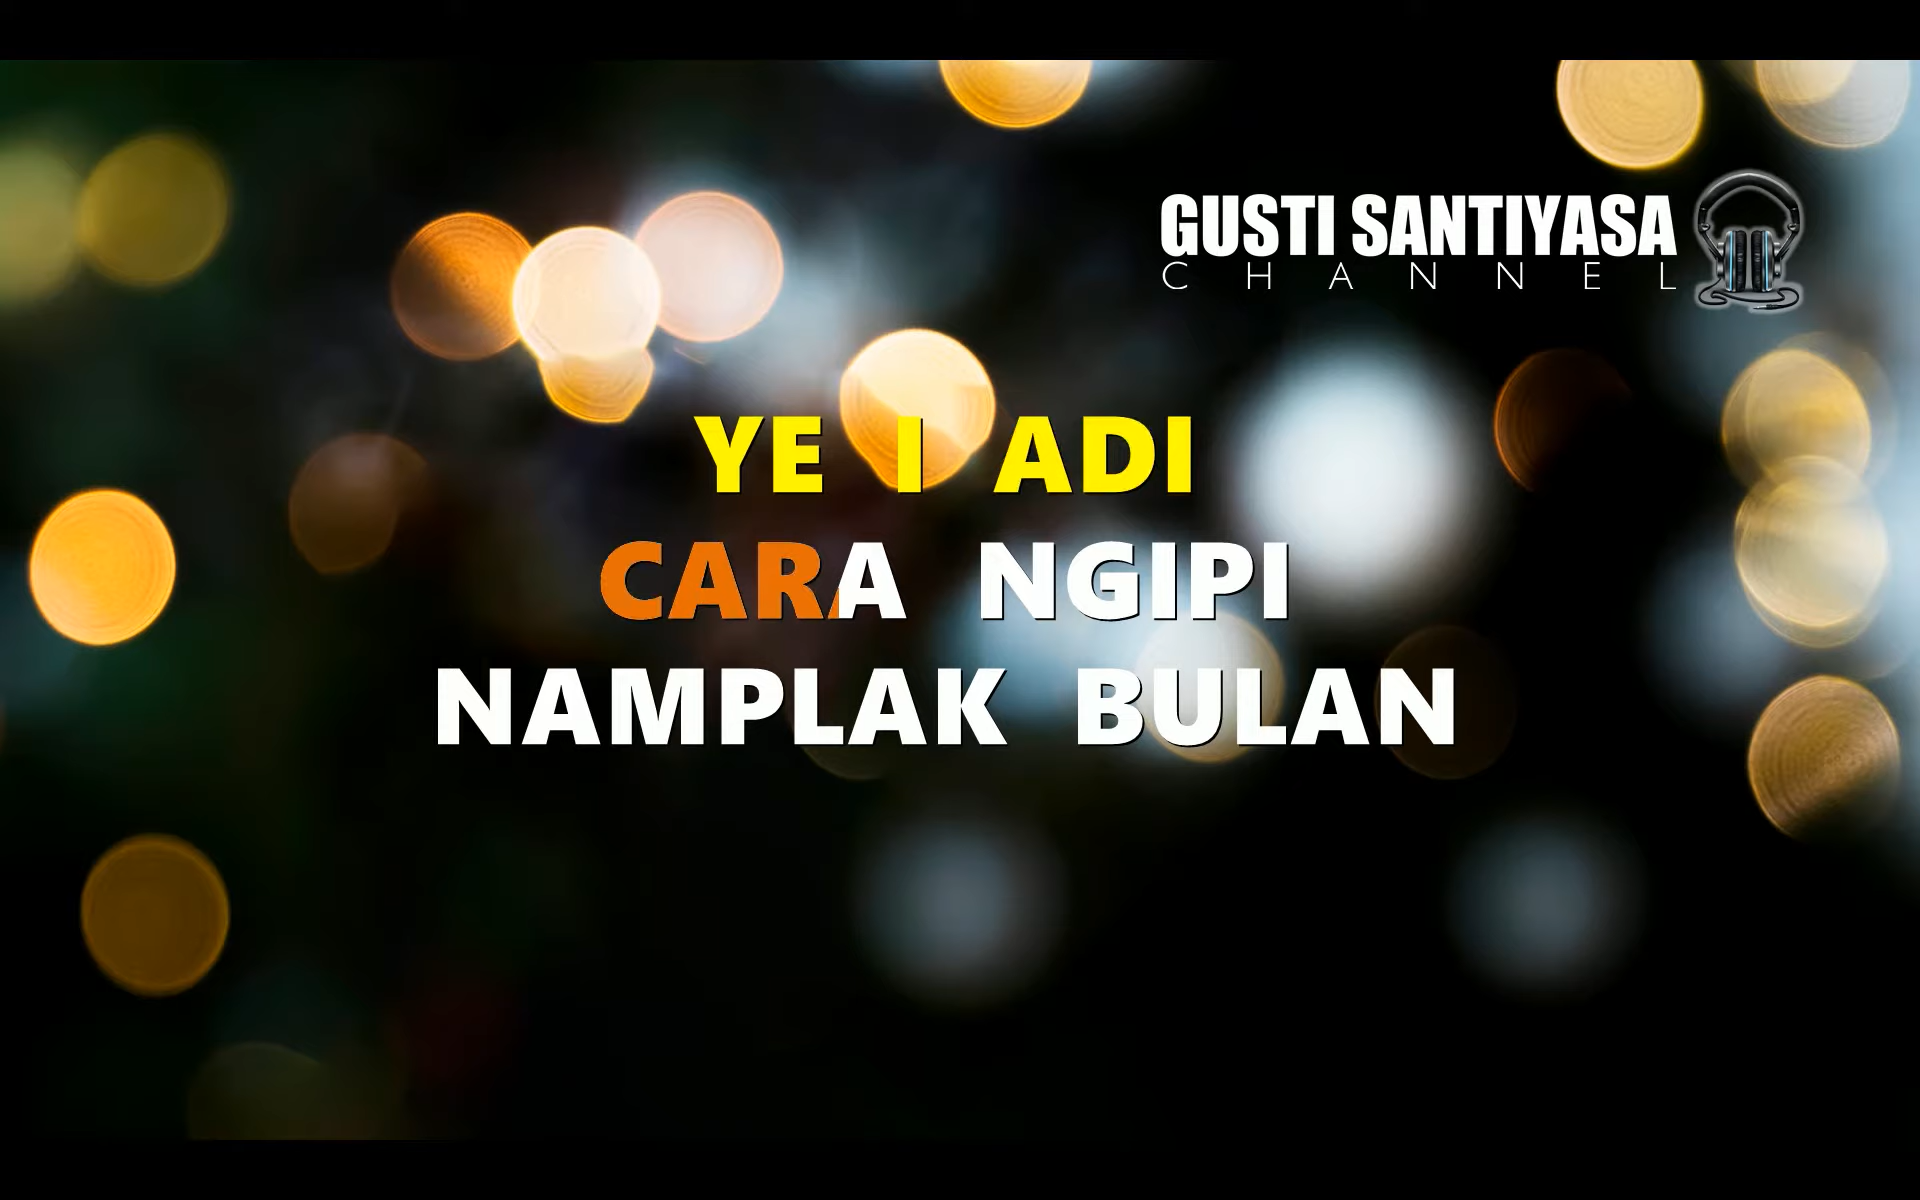 GUSTI SANTIYASA
CHANNEL
YE I ADI
CARA NGIPI
NAMPLAK BULAN